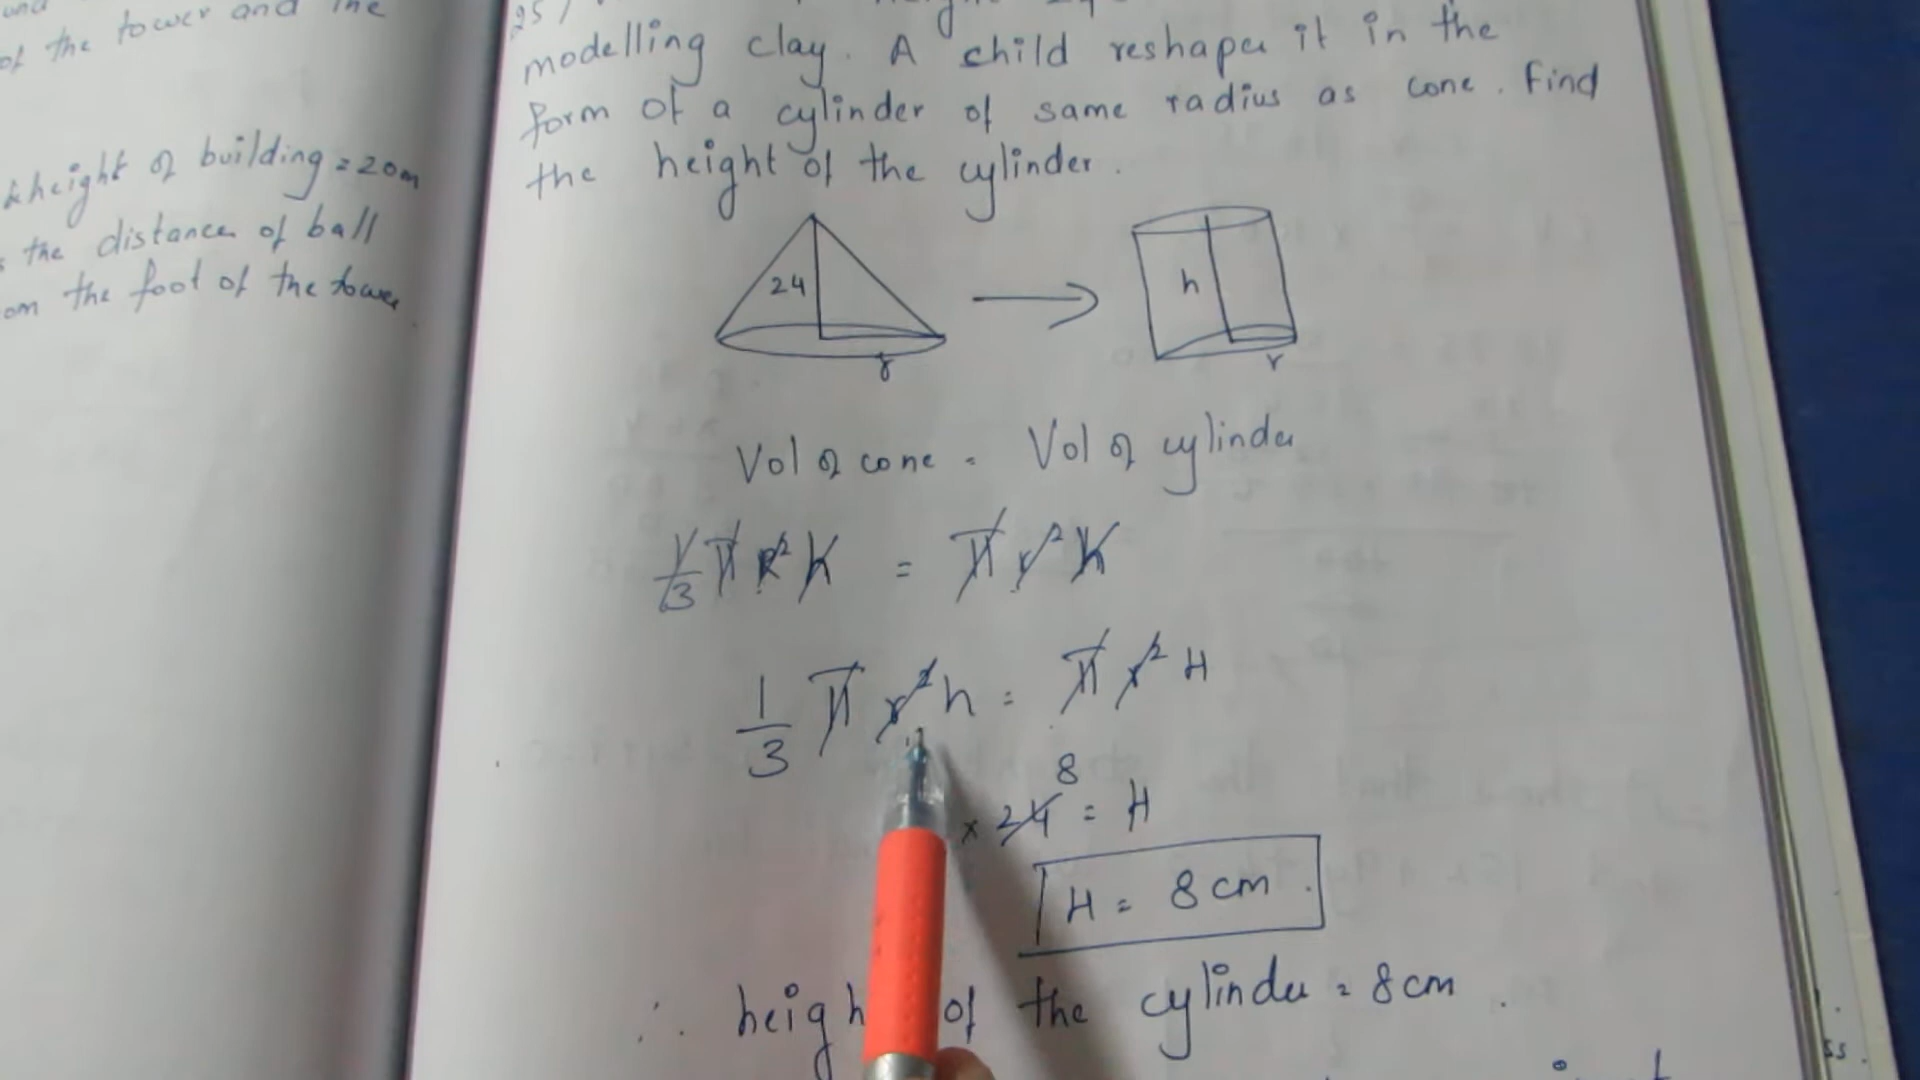 of the tower and the
height of building = 20m
the distance of ball
om the foot of the tower
25)
modelling clay. A child reshapes it in the
form of a cylinder of same radius as cone. Find
the height of the cylinder.
24
r
h
r
Vol of cone = Vol of cylinder
1/3 π r² h = π r² h
1/3 π r² h = π r² H
8
× 24 = H
H = 8 cm.
∴ heigh of the cylinder = 8 cm.